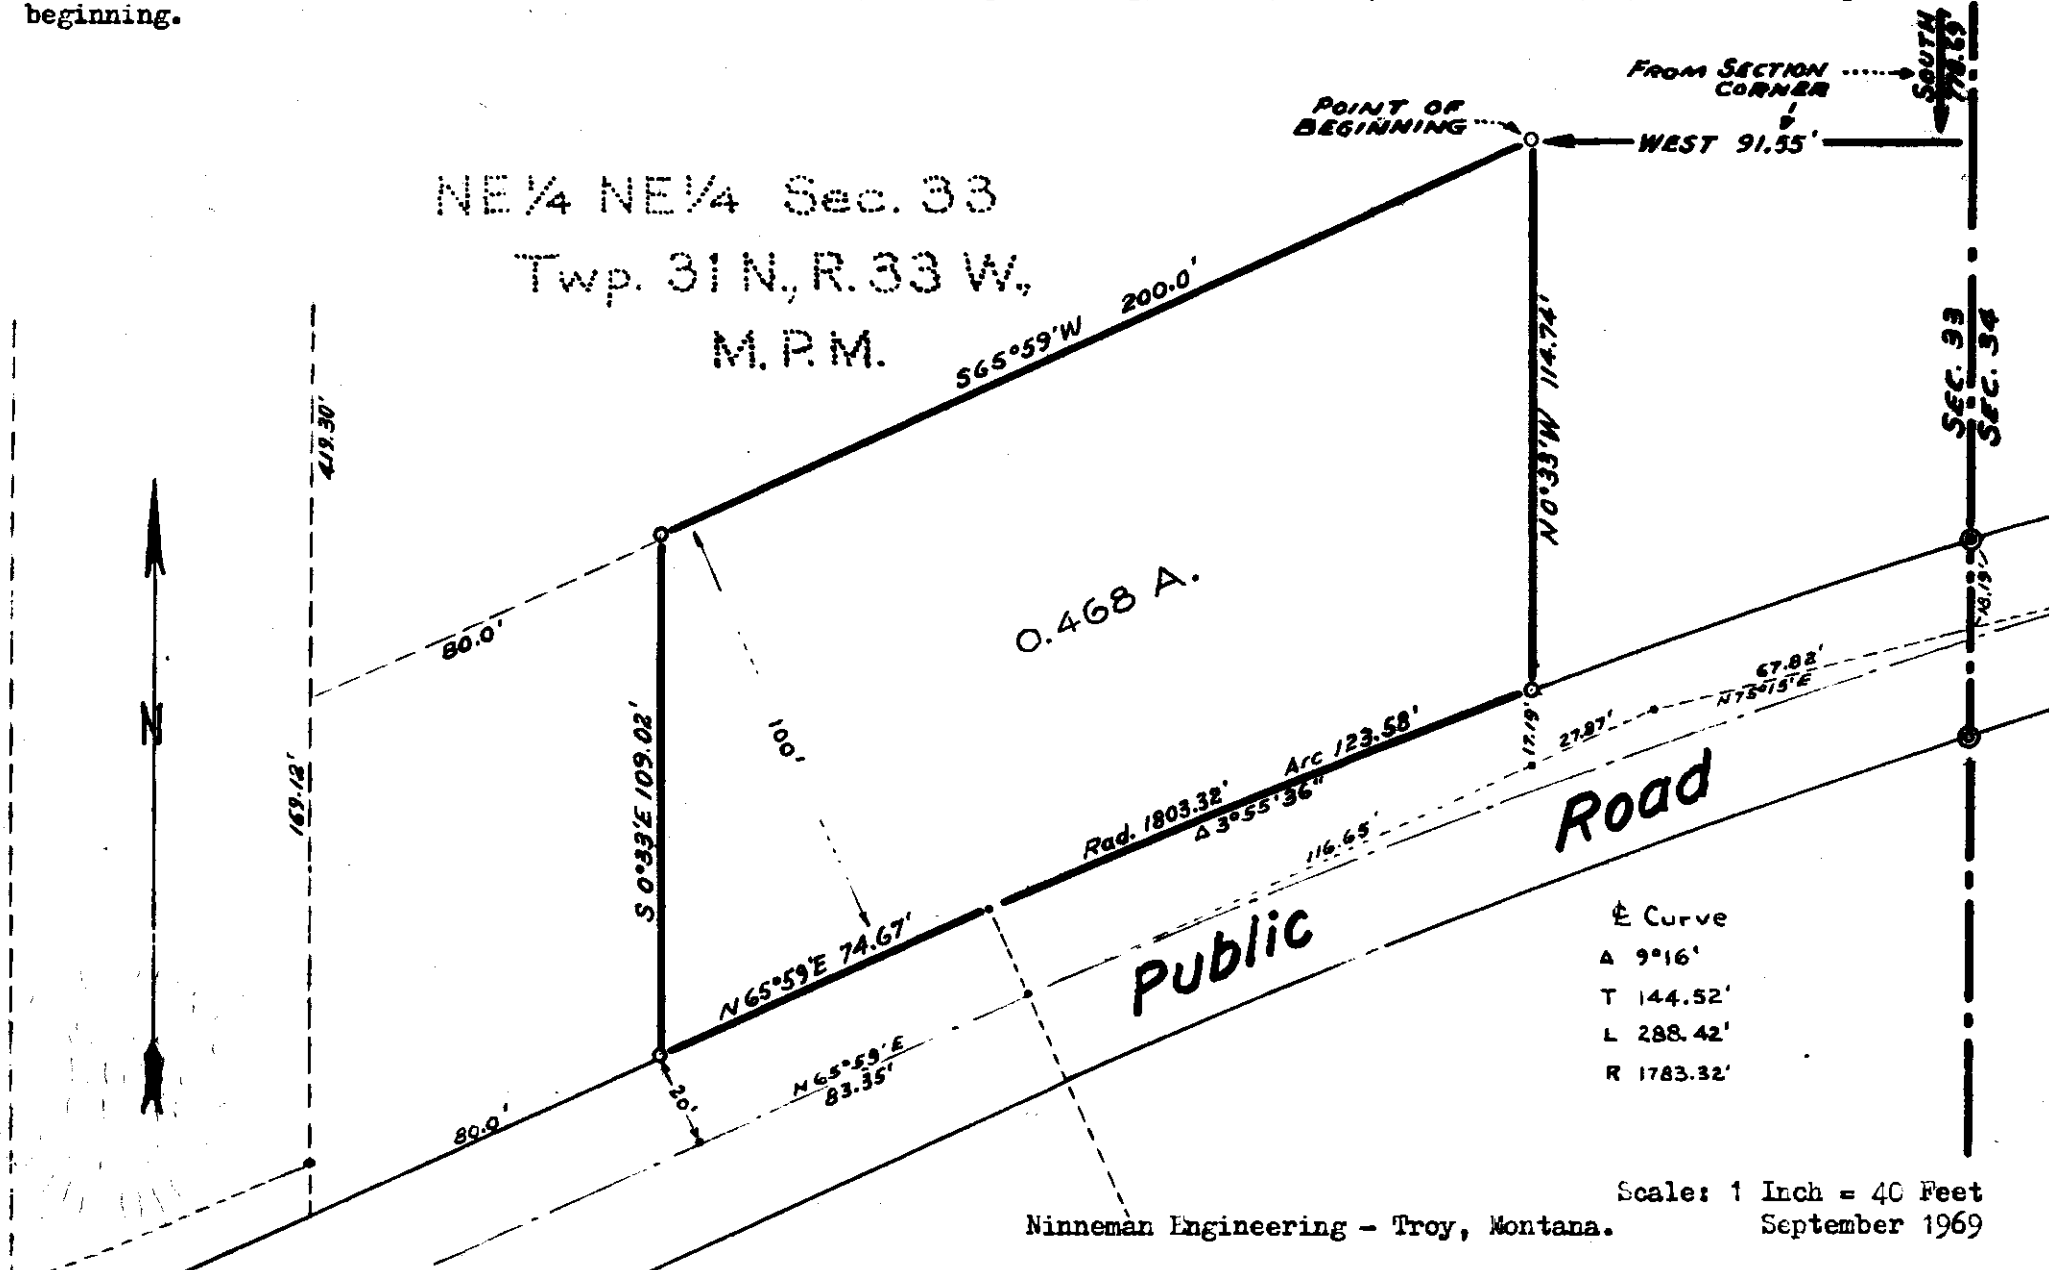 beginning.
SOUTH
778.69'
FROM SECTION
CORNER
POINT OF
BEGINNING
WEST 91.55'
NE1/4 NE1/4 Sec. 33
Twp. 31 N., R. 33 W.,
M.P.M.
S65°59'W 200.0'
N0°33'W 114.74'
SEC. 33
SEC. 34
419.30'
80.0'
0.468 A.
18.19'
N
100'
S 0°33'E 109.02'
169.12'
67.82'
N75°15'E
27.87'
17.19'
Arc 123.58'
Rad. 1803.32'
Δ 3°55'36"
116.65'
Public Road
N65°59'E 74.67'
N65°59'E
83.35'
20'
80.0'
℄ Curve
Δ 9°16'
T 144.52'
L 288.42'
R 1783.32'
Scale: 1 Inch = 40 Feet
Ninneman Engineering - Troy, Montana.
September 1969